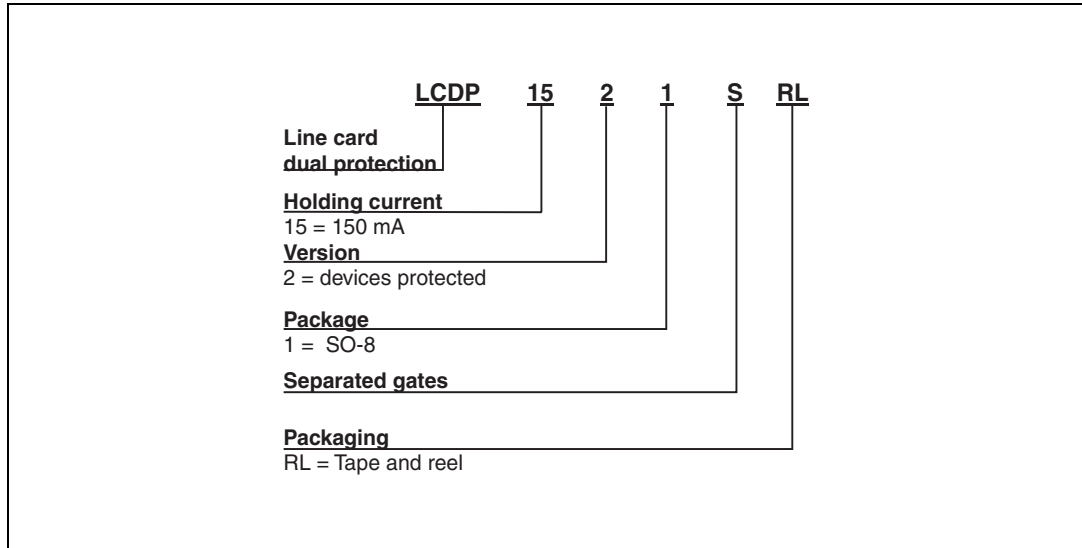 LCDP 15 2 1 S RL
Line card
dual protection
Holding current
15 = 150 mA
Version
2 = devices protected
Package
1 = SO-8
Separated gates
Packaging
RL = Tape and reel